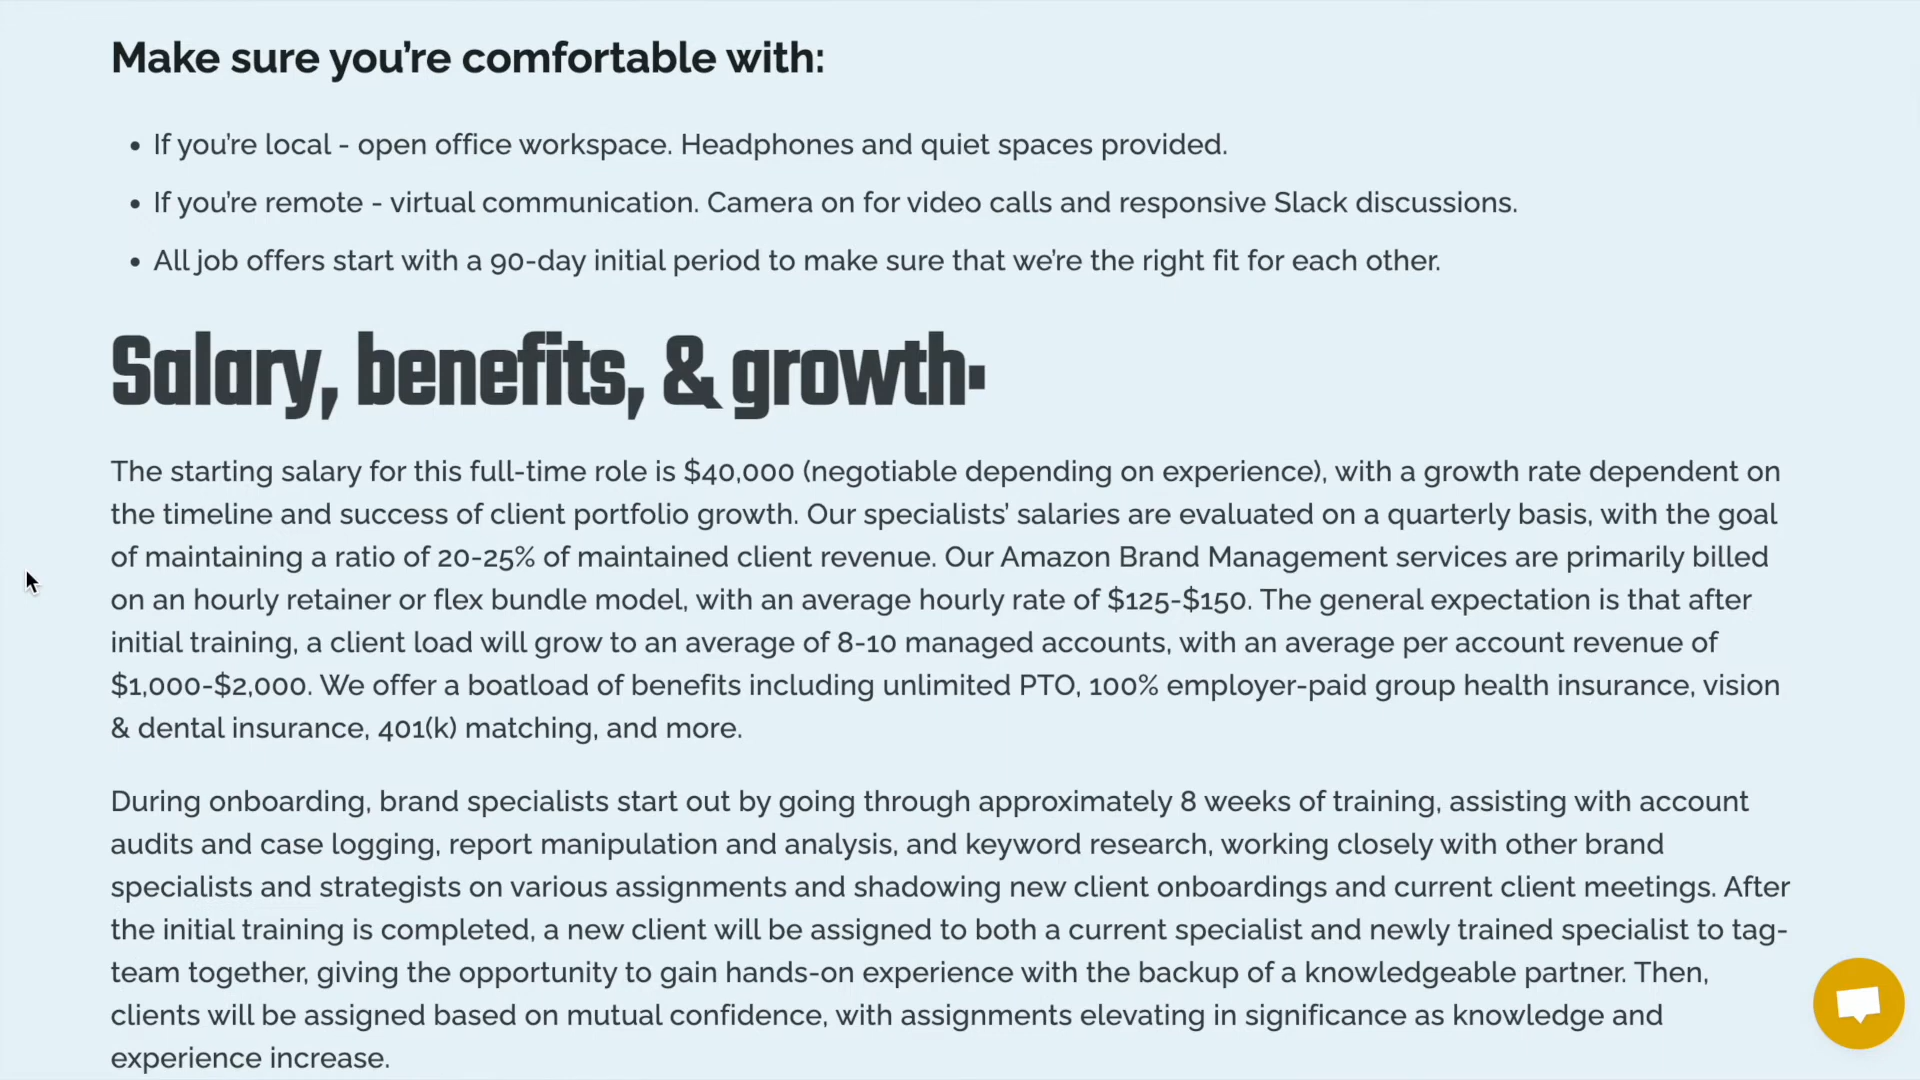 Make sure you’re comfortable with:
• If you’re local - open office workspace. Headphones and quiet spaces provided.
• If you’re remote - virtual communication. Camera on for video calls and responsive Slack discussions.
• All job offers start with a 90-day initial period to make sure that we’re the right fit for each other.
Salary, benefits, & growth·
The starting salary for this full-time role is $40,000 (negotiable depending on experience), with a growth rate dependent on
the timeline and success of client portfolio growth. Our specialists’ salaries are evaluated on a quarterly basis, with the goal
of maintaining a ratio of 20-25% of maintained client revenue. Our Amazon Brand Management services are primarily billed
on an hourly retainer or flex bundle model, with an average hourly rate of $125-$150. The general expectation is that after
initial training, a client load will grow to an average of 8-10 managed accounts, with an average per account revenue of
$1,000-$2,000. We offer a boatload of benefits including unlimited PTO, 100% employer-paid group health insurance, vision
& dental insurance, 401(k) matching, and more.
During onboarding, brand specialists start out by going through approximately 8 weeks of training, assisting with account
audits and case logging, report manipulation and analysis, and keyword research, working closely with other brand
specialists and strategists on various assignments and shadowing new client onboardings and current client meetings. After
the initial training is completed, a new client will be assigned to both a current specialist and newly trained specialist to tag-
team together, giving the opportunity to gain hands-on experience with the backup of a knowledgeable partner. Then,
clients will be assigned based on mutual confidence, with assignments elevating in significance as knowledge and
experience increase.